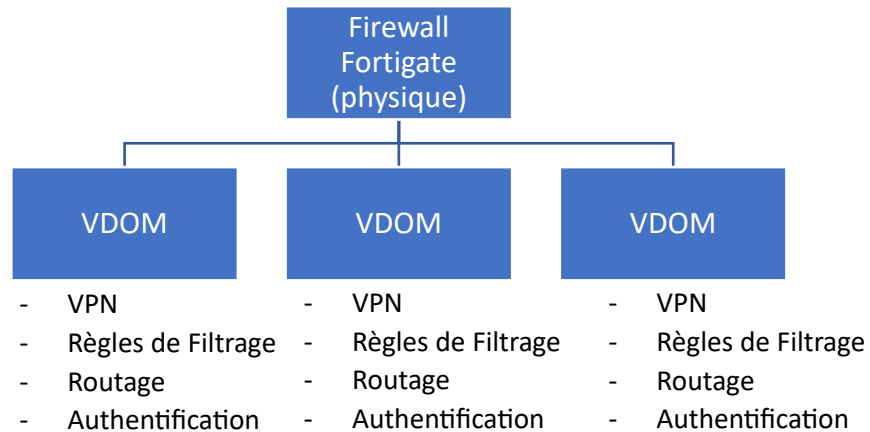 Firewall
Fortigate
(physique)
VDOM
VDOM
VDOM
- VPN
- Règles de Filtrage
- Routage
- Authentification
- VPN
- Règles de Filtrage
- Routage
- Authentification
- VPN
- Règles de Filtrage
- Routage
- Authentification